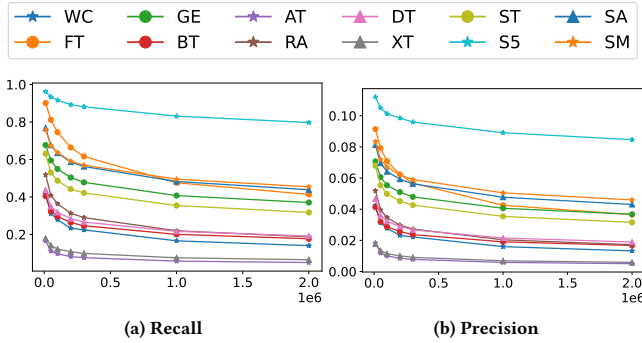 WC GE AT DT ST SA
FT BT RA XT S5 SM
1.0
0.8
0.6
0.4
0.2
0.0 0.5 1.0 1.5 2.0
1e6
(a) Recall
0.10
0.08
0.06
0.04
0.02
0.00
0.0 0.5 1.0 1.5 2.0
1e6
(b) Precision